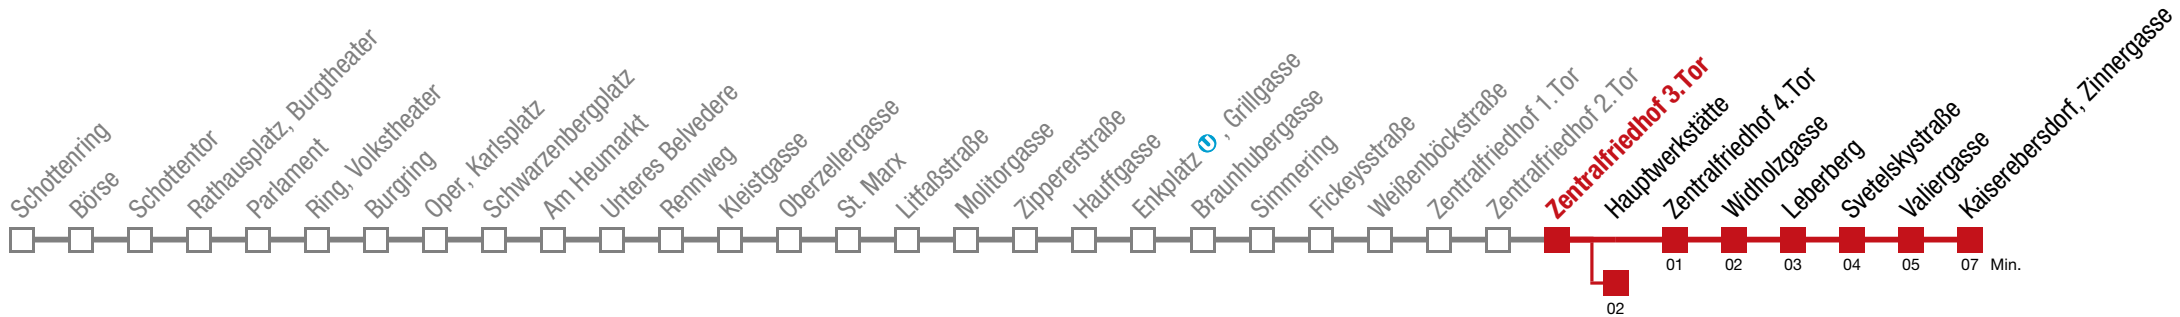 Schottenring
Börse
Schottentor
Rathausplatz, Burgtheater
Parlament
Ring, Volkstheater
Burgring
Oper, Karlsplatz
Schwarzenbergplatz
Am Heumarkt
Unteres Belvedere
Rennweg
Kleistgasse
Oberzellergasse
St. Marx
Litfaßstraße
Molitorgasse
Zippererstraße
Hauffgasse
Enkplatz U, Grillgasse
Braunhubergasse
Simmering
Fickeysstraße
Weißenböckstraße
Zentralfriedhof 1.Tor
Zentralfriedhof 2.Tor
Zentralfriedhof 3.Tor
Hauptwerkstätte
Zentralfriedhof 4.Tor
Widholzgasse
Leberberg
Svetelskystraße
Valiergasse
Kaiserebersdorf, Zinnergasse
01 02 03 04 05 07 Min.
02